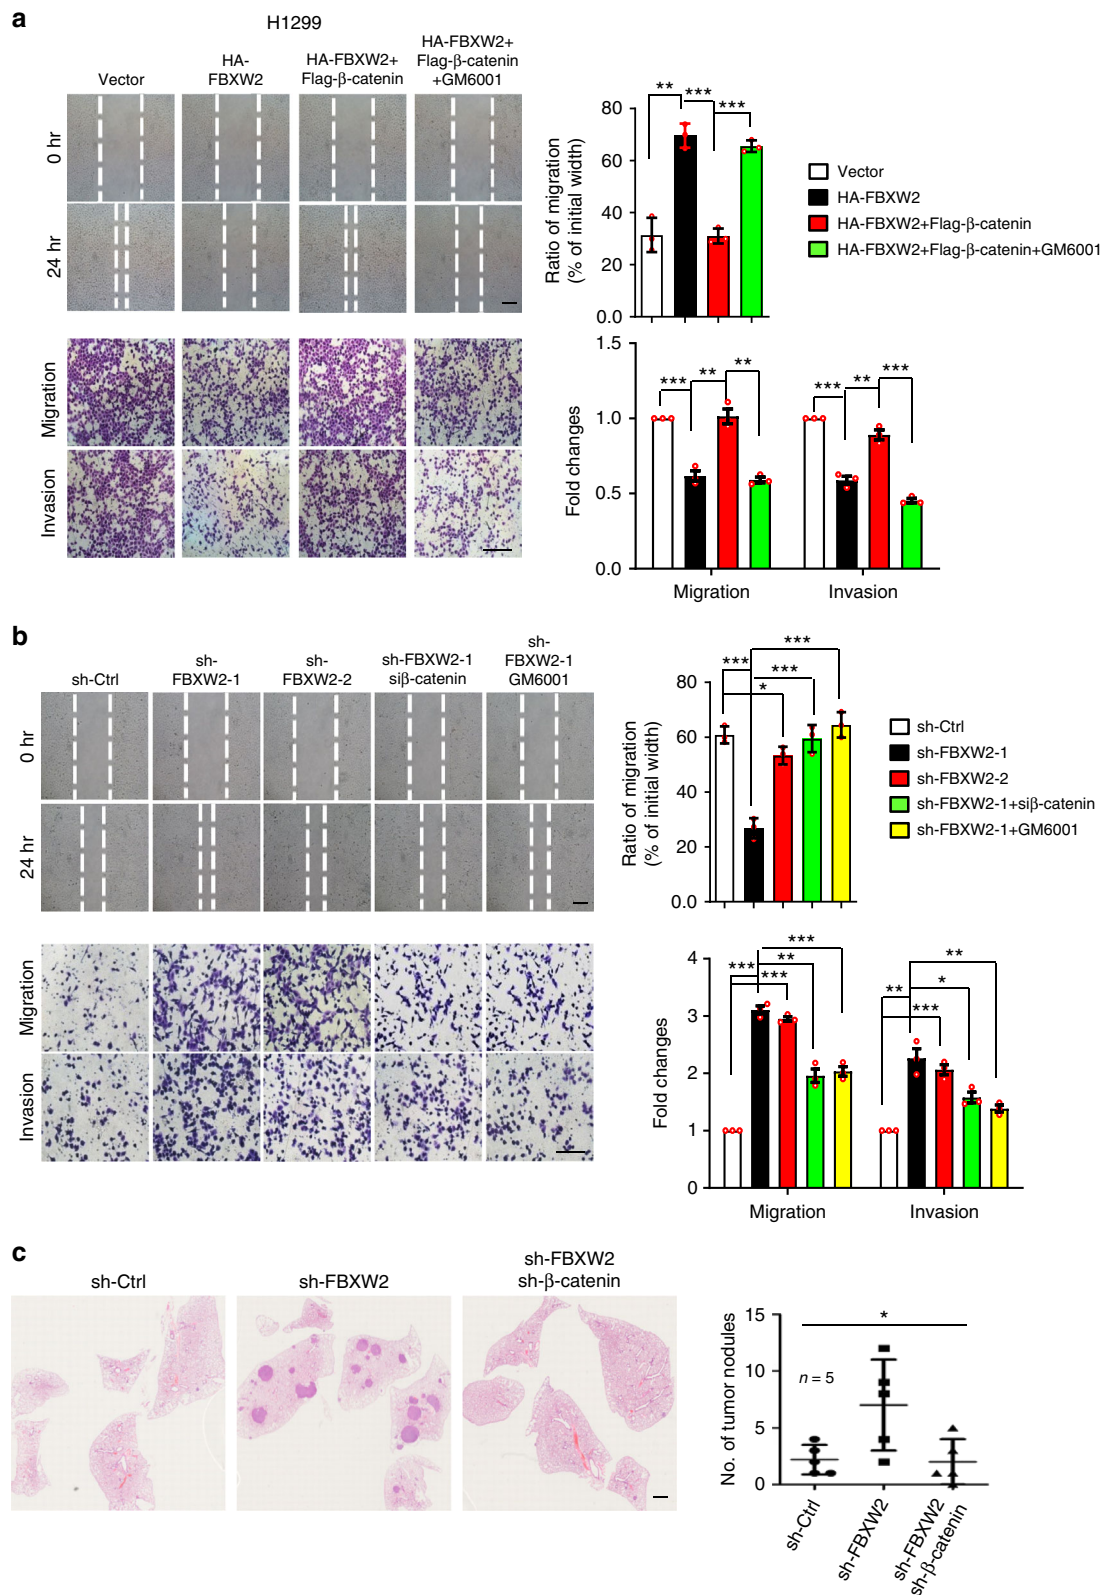 a
H1299
Vector
HA-
FBXW2
HA-FBXW2+
Flag-β-catenin
HA-FBXW2+
Flag-β-catenin
+GM6001
0 hr
24 hr
Migration
Invasion
Ratio of migration
(% of initial width)
80
60
40
20
0.0
** *** ***
Vector
HA-FBXW2
HA-FBXW2+Flag-β-catenin
HA-FBXW2+Flag-β-catenin+GM6001
Fold changes
1.5
1.0
0.5
0.0
*** ** ** *** ** ***
Migration Invasion
b
sh-Ctrl
sh-
FBXW2-1
sh-
FBXW2-2
sh-FBXW2-1
siβ-catenin
sh-
FBXW2-1
GM6001
0 hr
24 hr
Migration
Invasion
Ratio of migration
(% of initial width)
80
60
40
20
0.0
***
*** ***
*
sh-Ctrl
sh-FBXW2-1
sh-FBXW2-2
sh-FBXW2-1+siβ-catenin
sh-FBXW2-1+GM6001
Fold changes
4
3
2
1
0
***
**
*** ***
**
*
** ***
Migration Invasion
c
sh-Ctrl
sh-FBXW2
sh-FBXW2
sh-β-catenin
No. of tumor nodules
15
10
5
0
*
n = 5
sh-Ctrl
sh-FBXW2
sh-FBXW2
sh-β-catenin